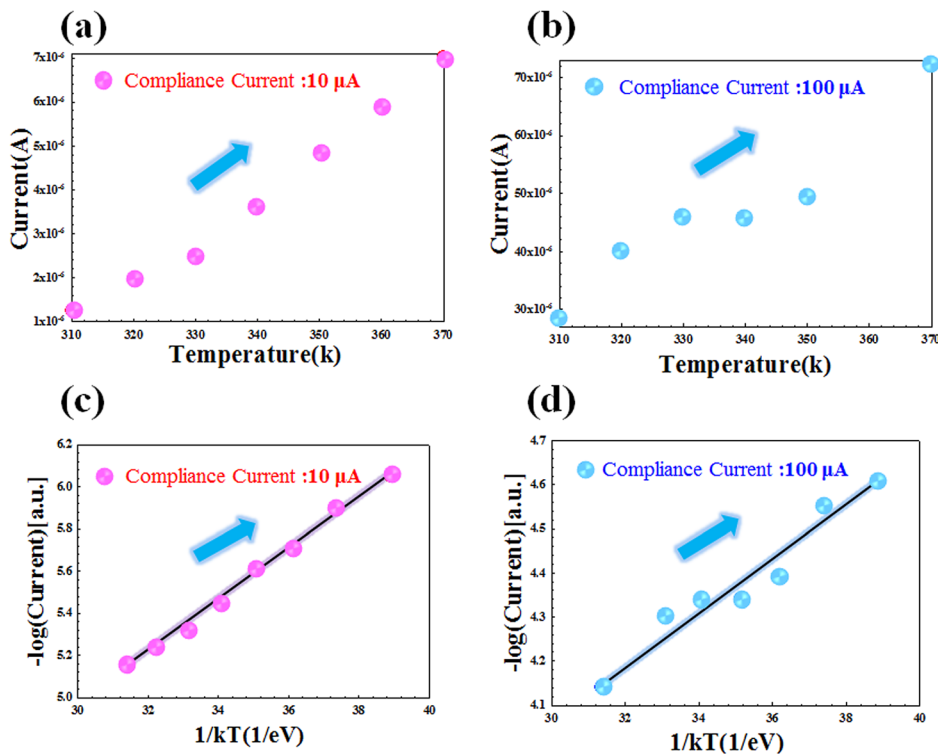 (a)
Compliance Current :10 μA
7x10-6
6x10-6
5x10-6
4x10-6
3x10-6
2x10-6
1x10-6
Current(A)
310 320 330 340 350 360 370
Temperature(k)
(b)
Compliance Current :100 μA
70x10-6
60x10-6
50x10-6
40x10-6
30x10-6
Current(A)
310 320 330 340 350 360 370
Temperature(k)
(c)
Compliance Current :10 μA
6.2
6.0
5.8
5.6
5.4
5.2
5.0
-log(Current)[a.u.]
30 32 34 36 38 40
1/kT(1/eV)
(d)
Compliance Current :100 μA
4.7
4.6
4.5
4.4
4.3
4.2
4.1
-log(Current)[a.u.]
30 32 34 36 38 40
1/kT(1/eV)